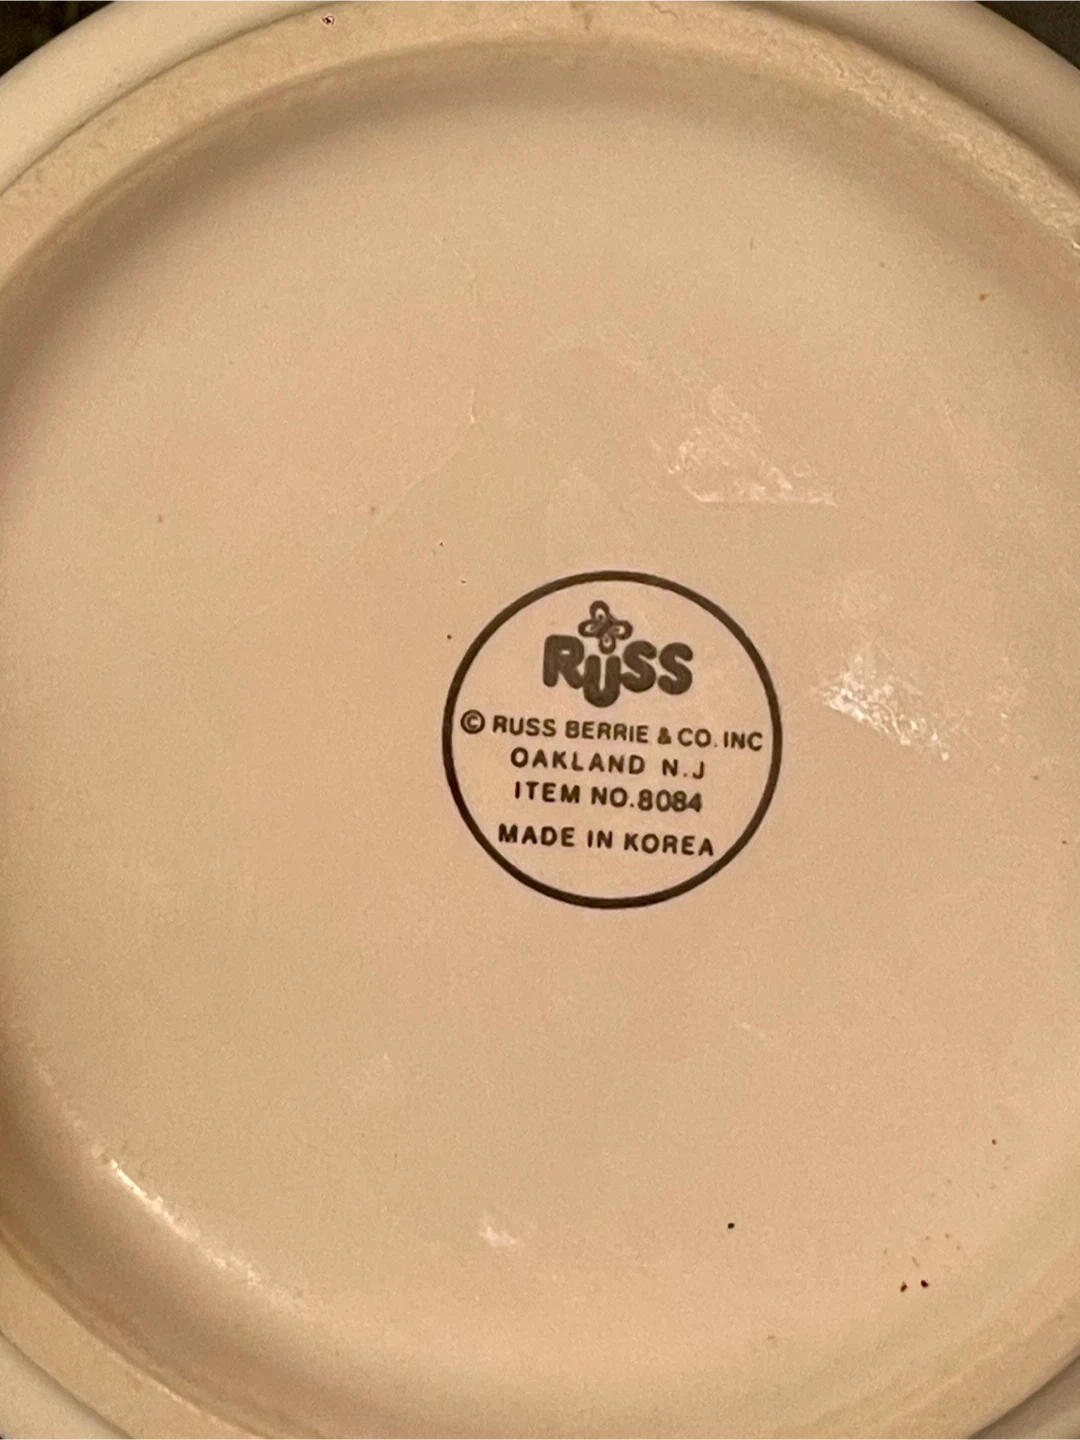 RUSS
© RUSS BERRIE & CO. INC
OAKLAND N.J
ITEM NO.8084
MADE IN KOREA